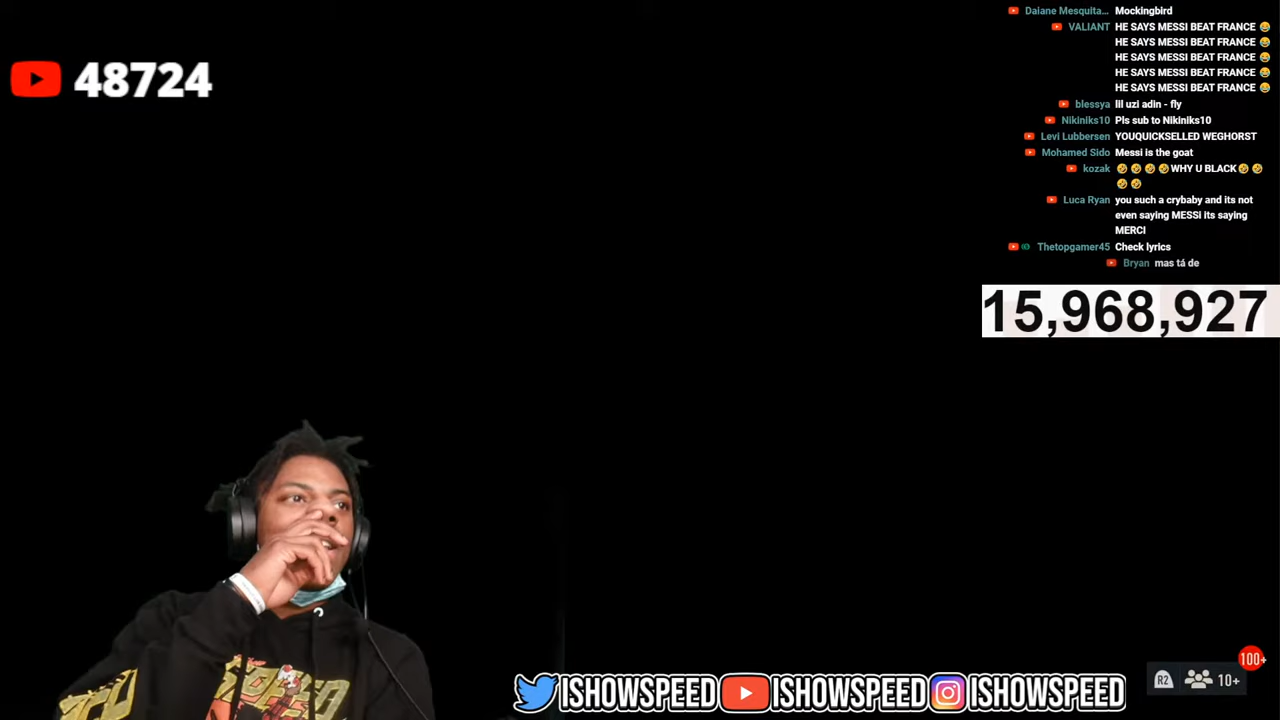 48724
Daiane Mesquita... Mockingbird
VALIANT HE SAYS MESSI BEAT FRANCE 😂
HE SAYS MESSI BEAT FRANCE 😂
HE SAYS MESSI BEAT FRANCE 😂
HE SAYS MESSI BEAT FRANCE 😂
HE SAYS MESSI BEAT FRANCE 😂
blessya lil uzi adin - fly
Nikiniks10 Pls sub to Nikiniks10
Levi Lubbersen YOUQUICKSELLED WEGHORST
Mohamed Sido Messi is the goat
kozak 🤣🤣🤣🤣WHY U BLACK🤣🤣
🤣🤣
Luca Ryan you such a crybaby and its not
even saying MESSi its saying
MERCI
Thetopgamer45 Check lyrics
Bryan mas tá de
15,968,927
100+
R2 10+
ISHOWSPEED ISHOWSPEED ISHOWSPEED